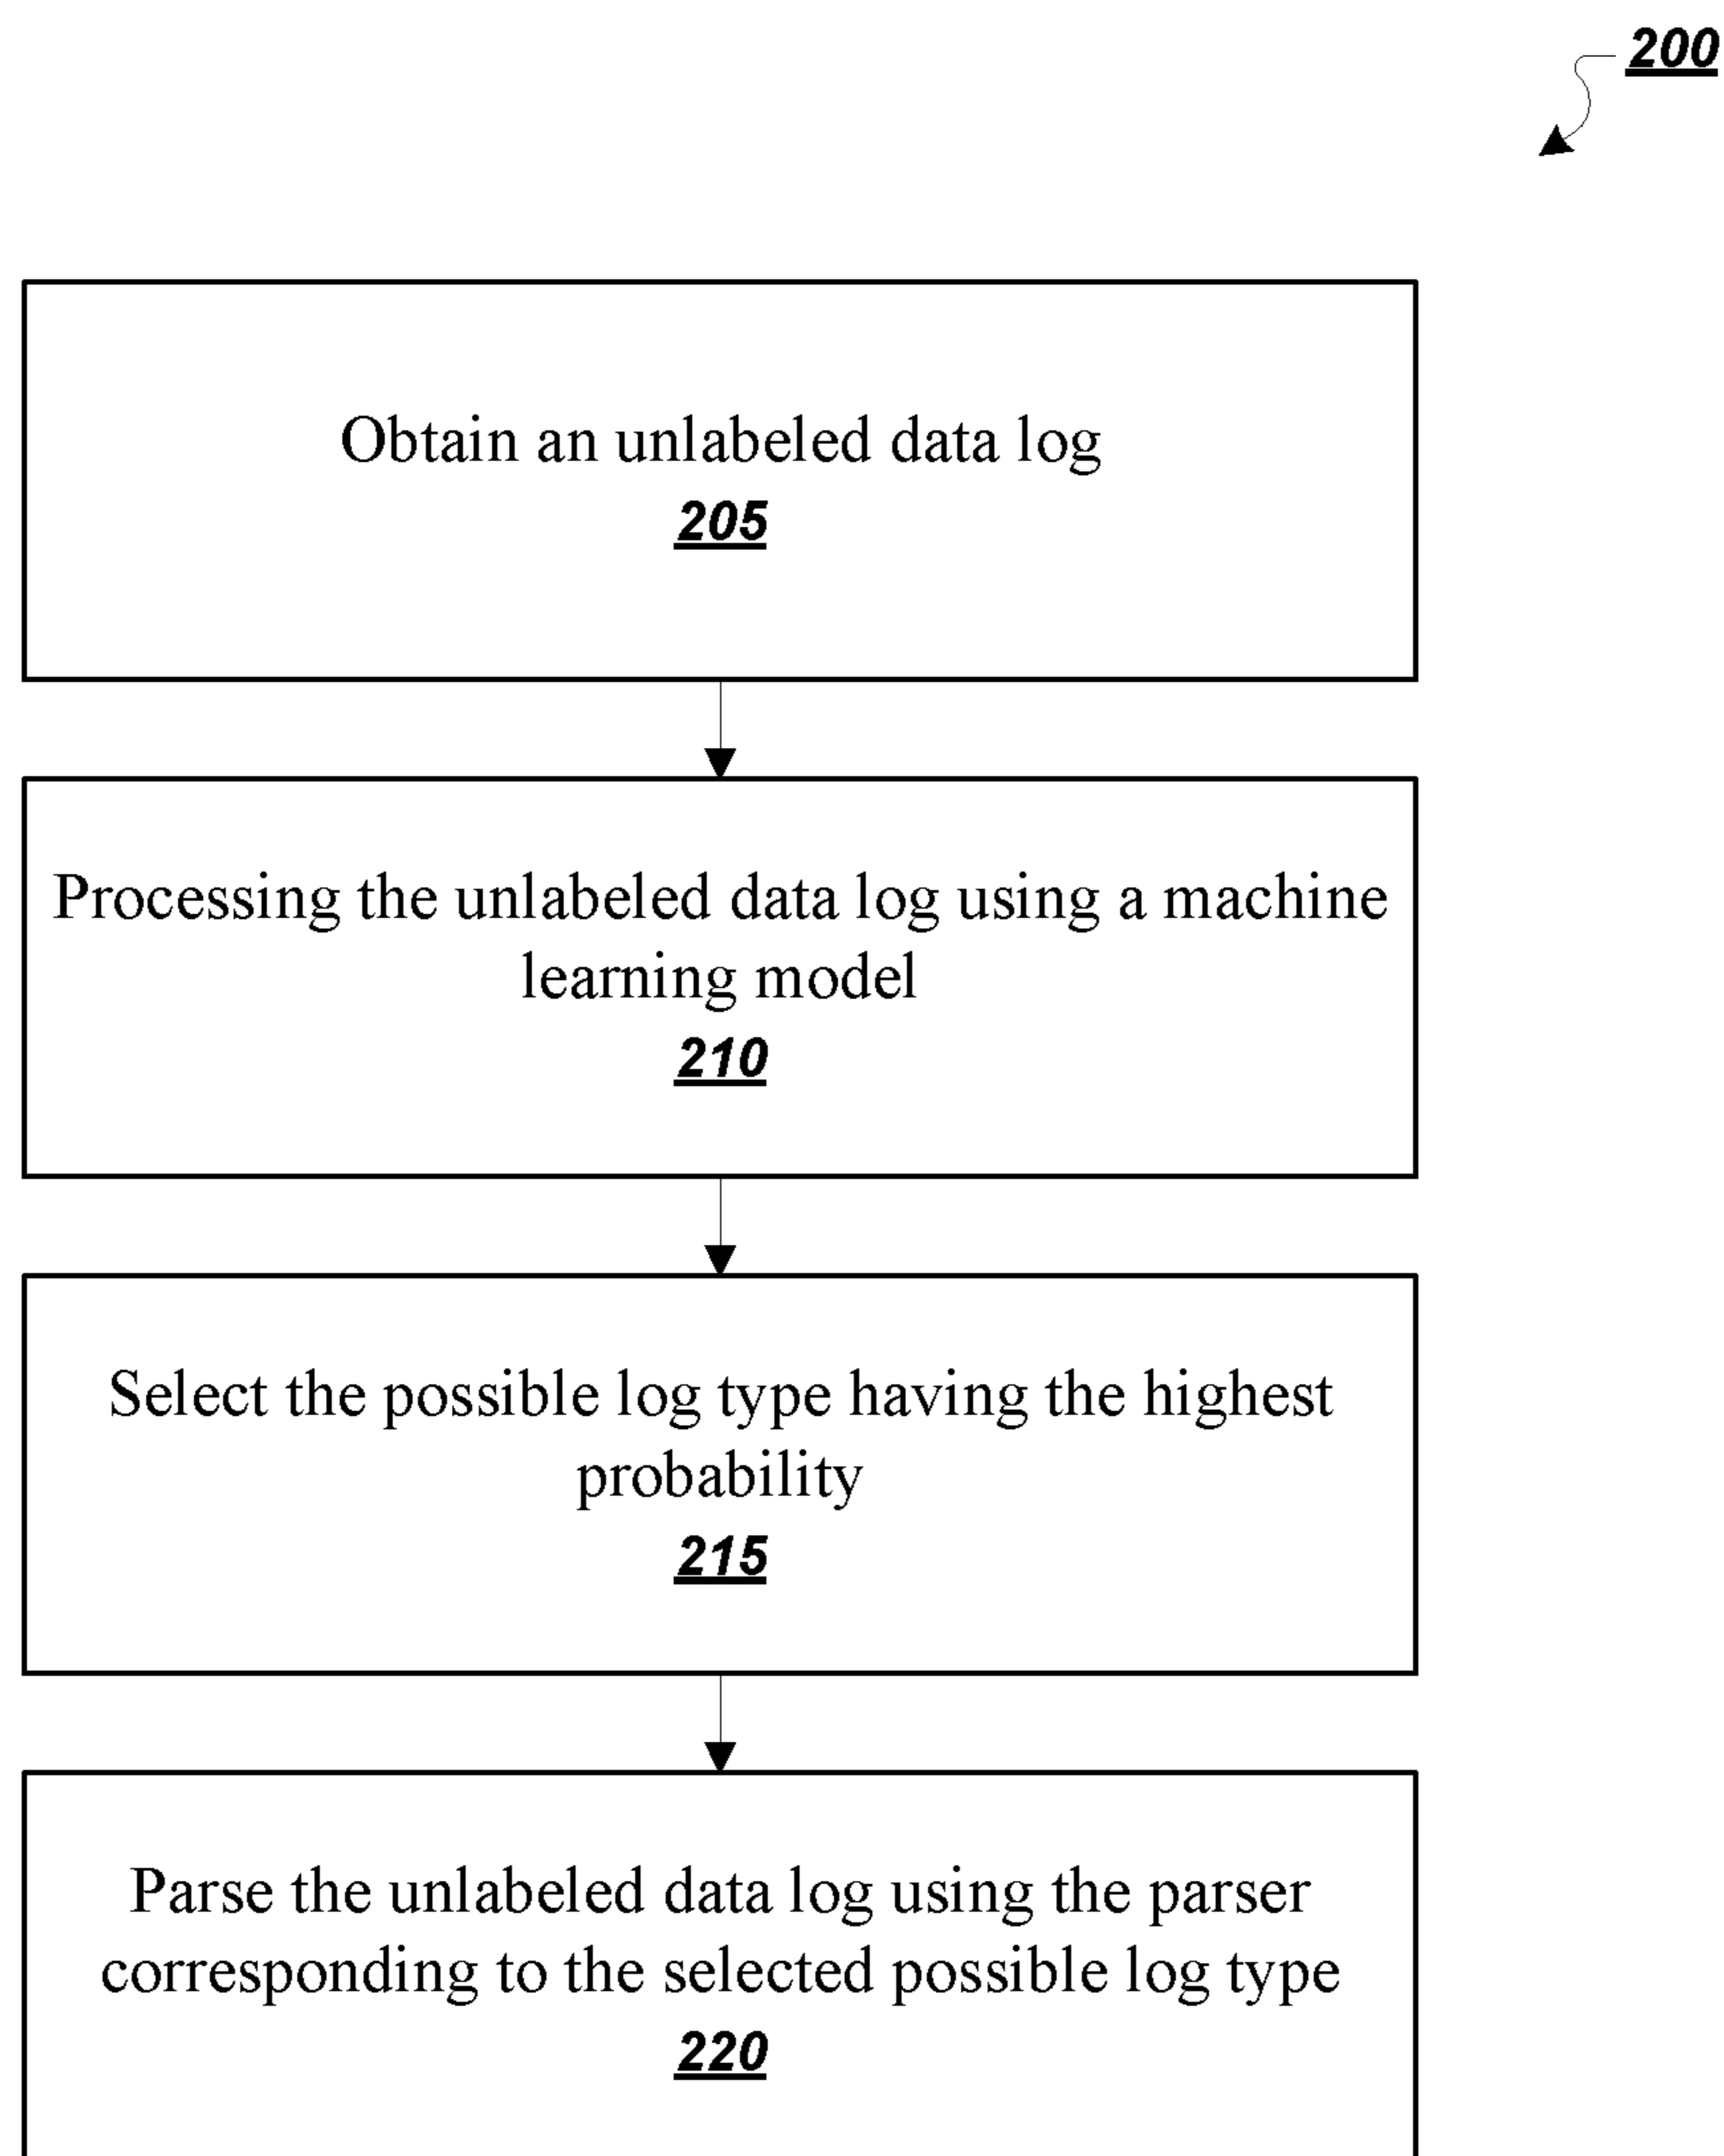 200
Obtain an unlabeled data log
205
Processing the unlabeled data log using a machine
learning model
210
Select the possible log type having the highest
probability
215
Parse the unlabeled data log using the parser
corresponding to the selected possible log type
220